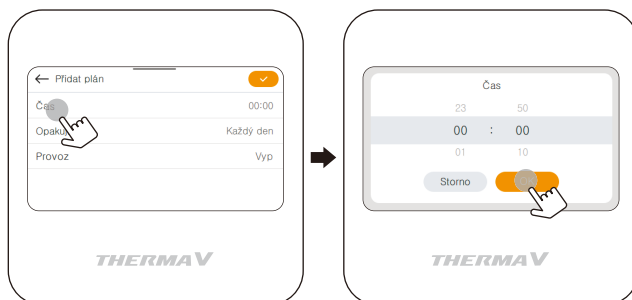 Přidat plán
Čas 00:00
Opakuj Každý den
Provoz Vyp
THERMA V
Čas
23 50
00 : 00
01 10
Storno
THERMA V